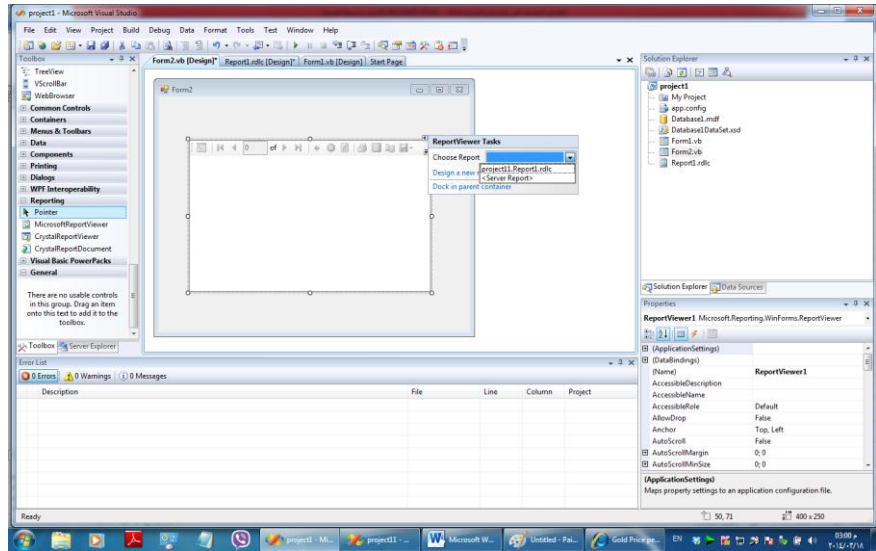 project1 - Microsoft Visual Studio
File Edit View Project Build Debug Data Format Tools Test Window Help
Toolbox
TreeView
VScrollBar
WebBrowser
Common Controls
Containers
Menus & Toolbars
Data
Components
Printing
Dialogs
WPF Interoperability
Reporting
Pointer
MicrosoftReportViewer
CrystalReportViewer
CrystalReportDocument
Visual Basic PowerPacks
General
There are no usable controls
in this group. Drag an item
onto this text to add it to the
toolbox.
Toolbox Server Explorer
Form2.vb [Design]* Report1.rdlc [Design]* Form1.vb [Design] Start Page
Form2
0 of
ReportViewer Tasks
Choose Report
project11.Report1.rdlc
<Server Report>
Design a new
Dock in parent container
Solution Explorer
project1
My Project
app.config
Database1.mdf
Database1DataSet.xsd
Form1.vb
Form2.vb
Report1.rdlc
Solution Explorer Data Sources
Properties
ReportViewer1 Microsoft.Reporting.WinForms.ReportViewer
(ApplicationSettings)
(DataBindings)
(Name) ReportViewer1
AccessibleDescription
AccessibleName
AccessibleRole Default
AllowDrop False
Anchor Top, Left
AutoScroll False
AutoScrollMargin 0; 0
AutoScrollMinSize 0; 0
(ApplicationSettings)
Maps property settings to an application configuration file.
Error List
0 Errors 0 Warnings 0 Messages
Description File Line Column Project
Ready 50, 71 400 x 250
project1 - Mi... project11 - ... Microsoft W... Untitled - Pai... Gold Price pe... EN 03:00 م